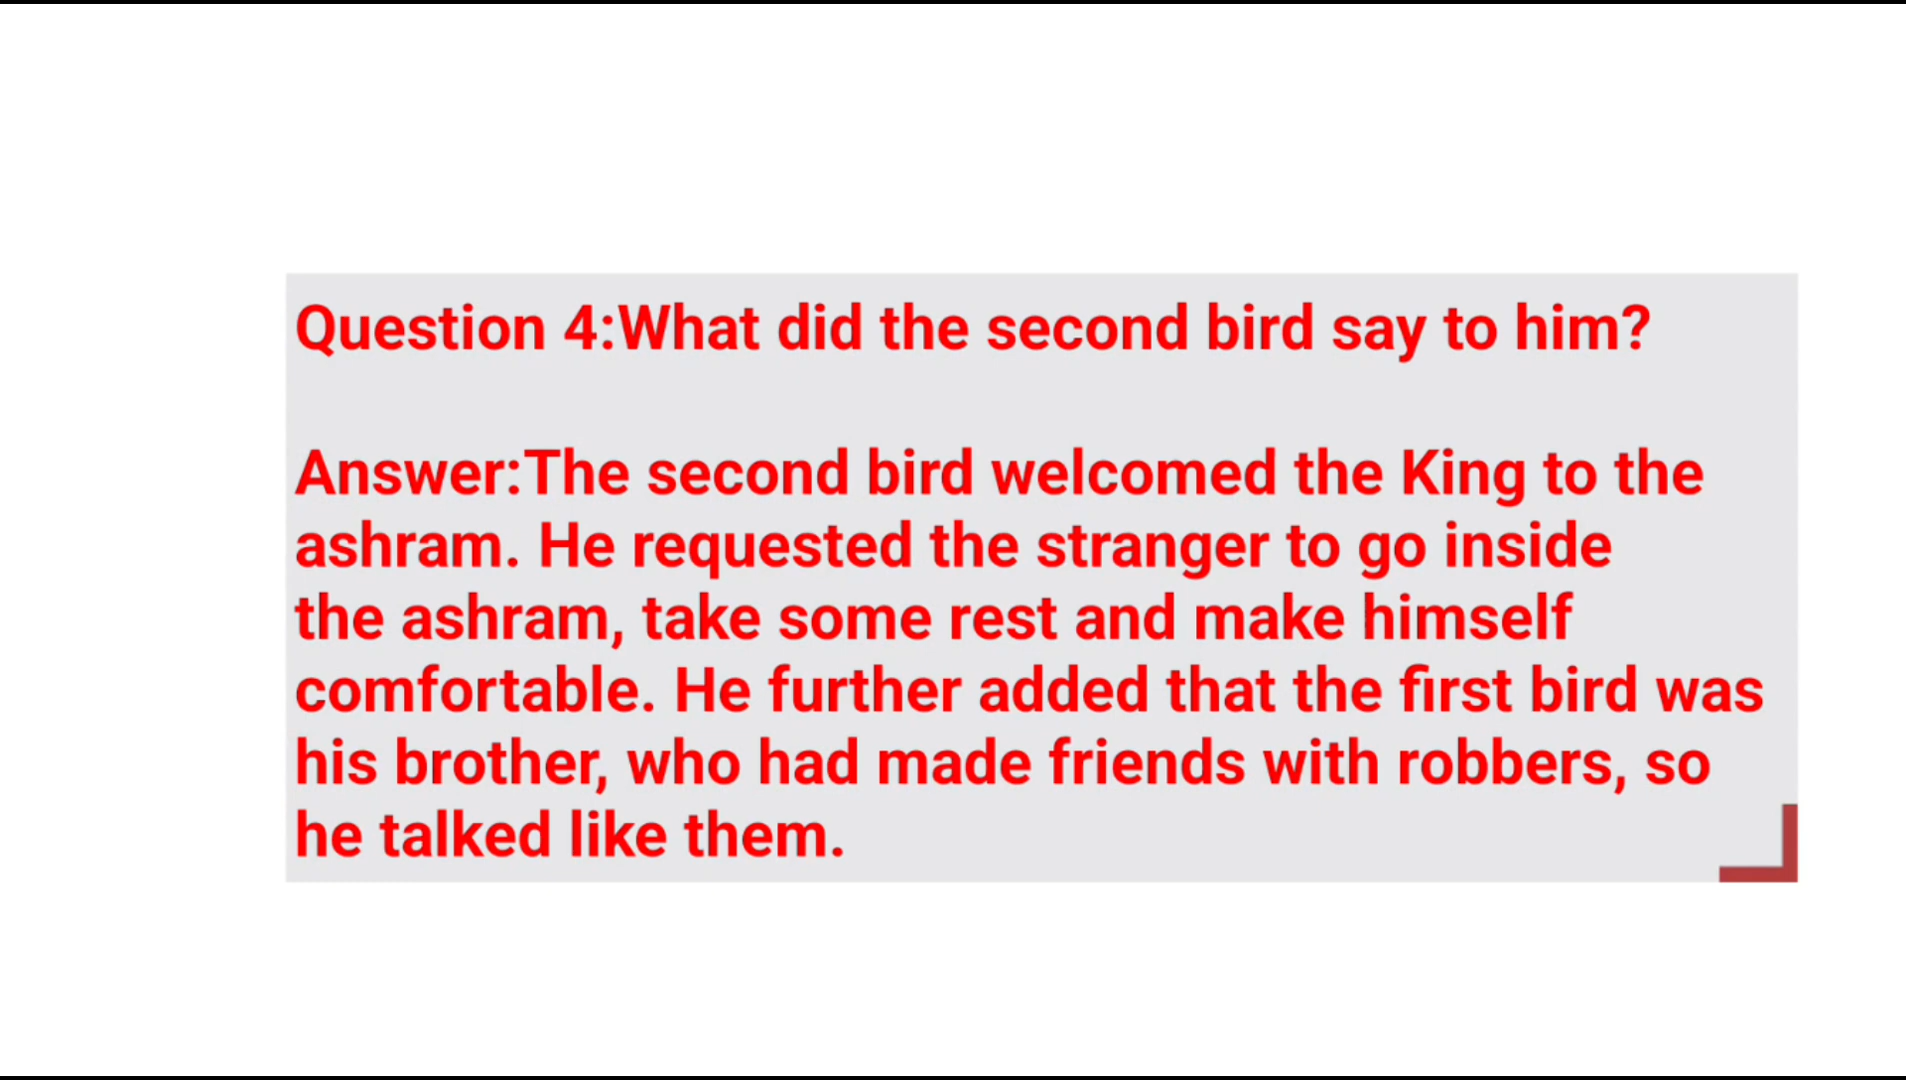 Question 4:What did the second bird say to him?
Answer:The second bird welcomed the King to the
ashram. He requested the stranger to go inside
the ashram, take some rest and make himself
comfortable. He further added that the first bird was
his brother, who had made friends with robbers, so
he talked like them.